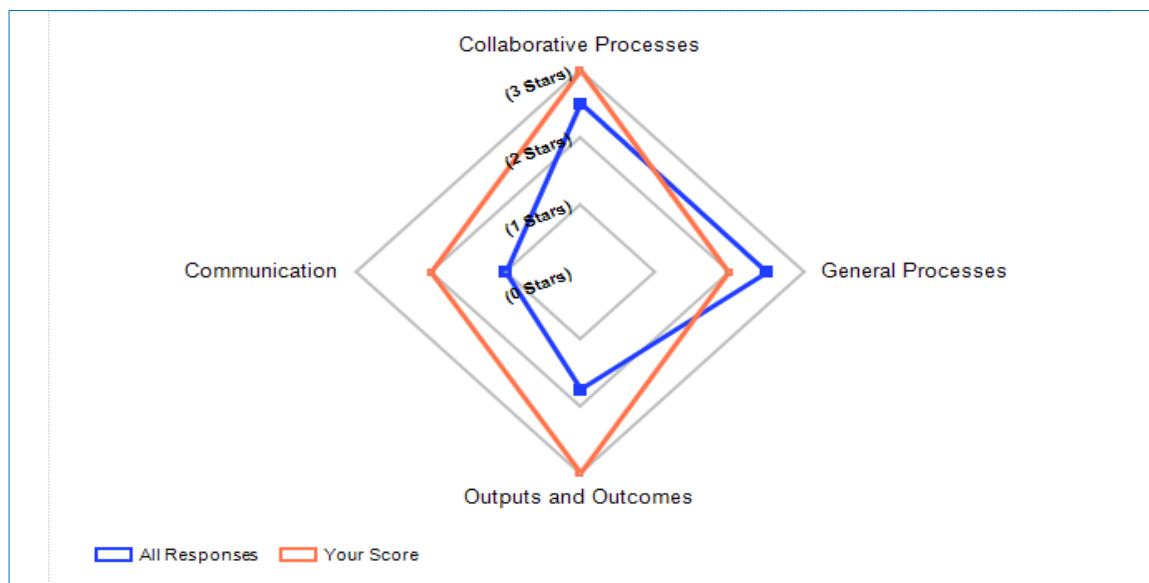 Collaborative Processes
(3 Stars)
(2 Stars)
(1 Stars)
(0 Stars)
Communication
General Processes
Outputs and Outcomes
All Responses
Your Score